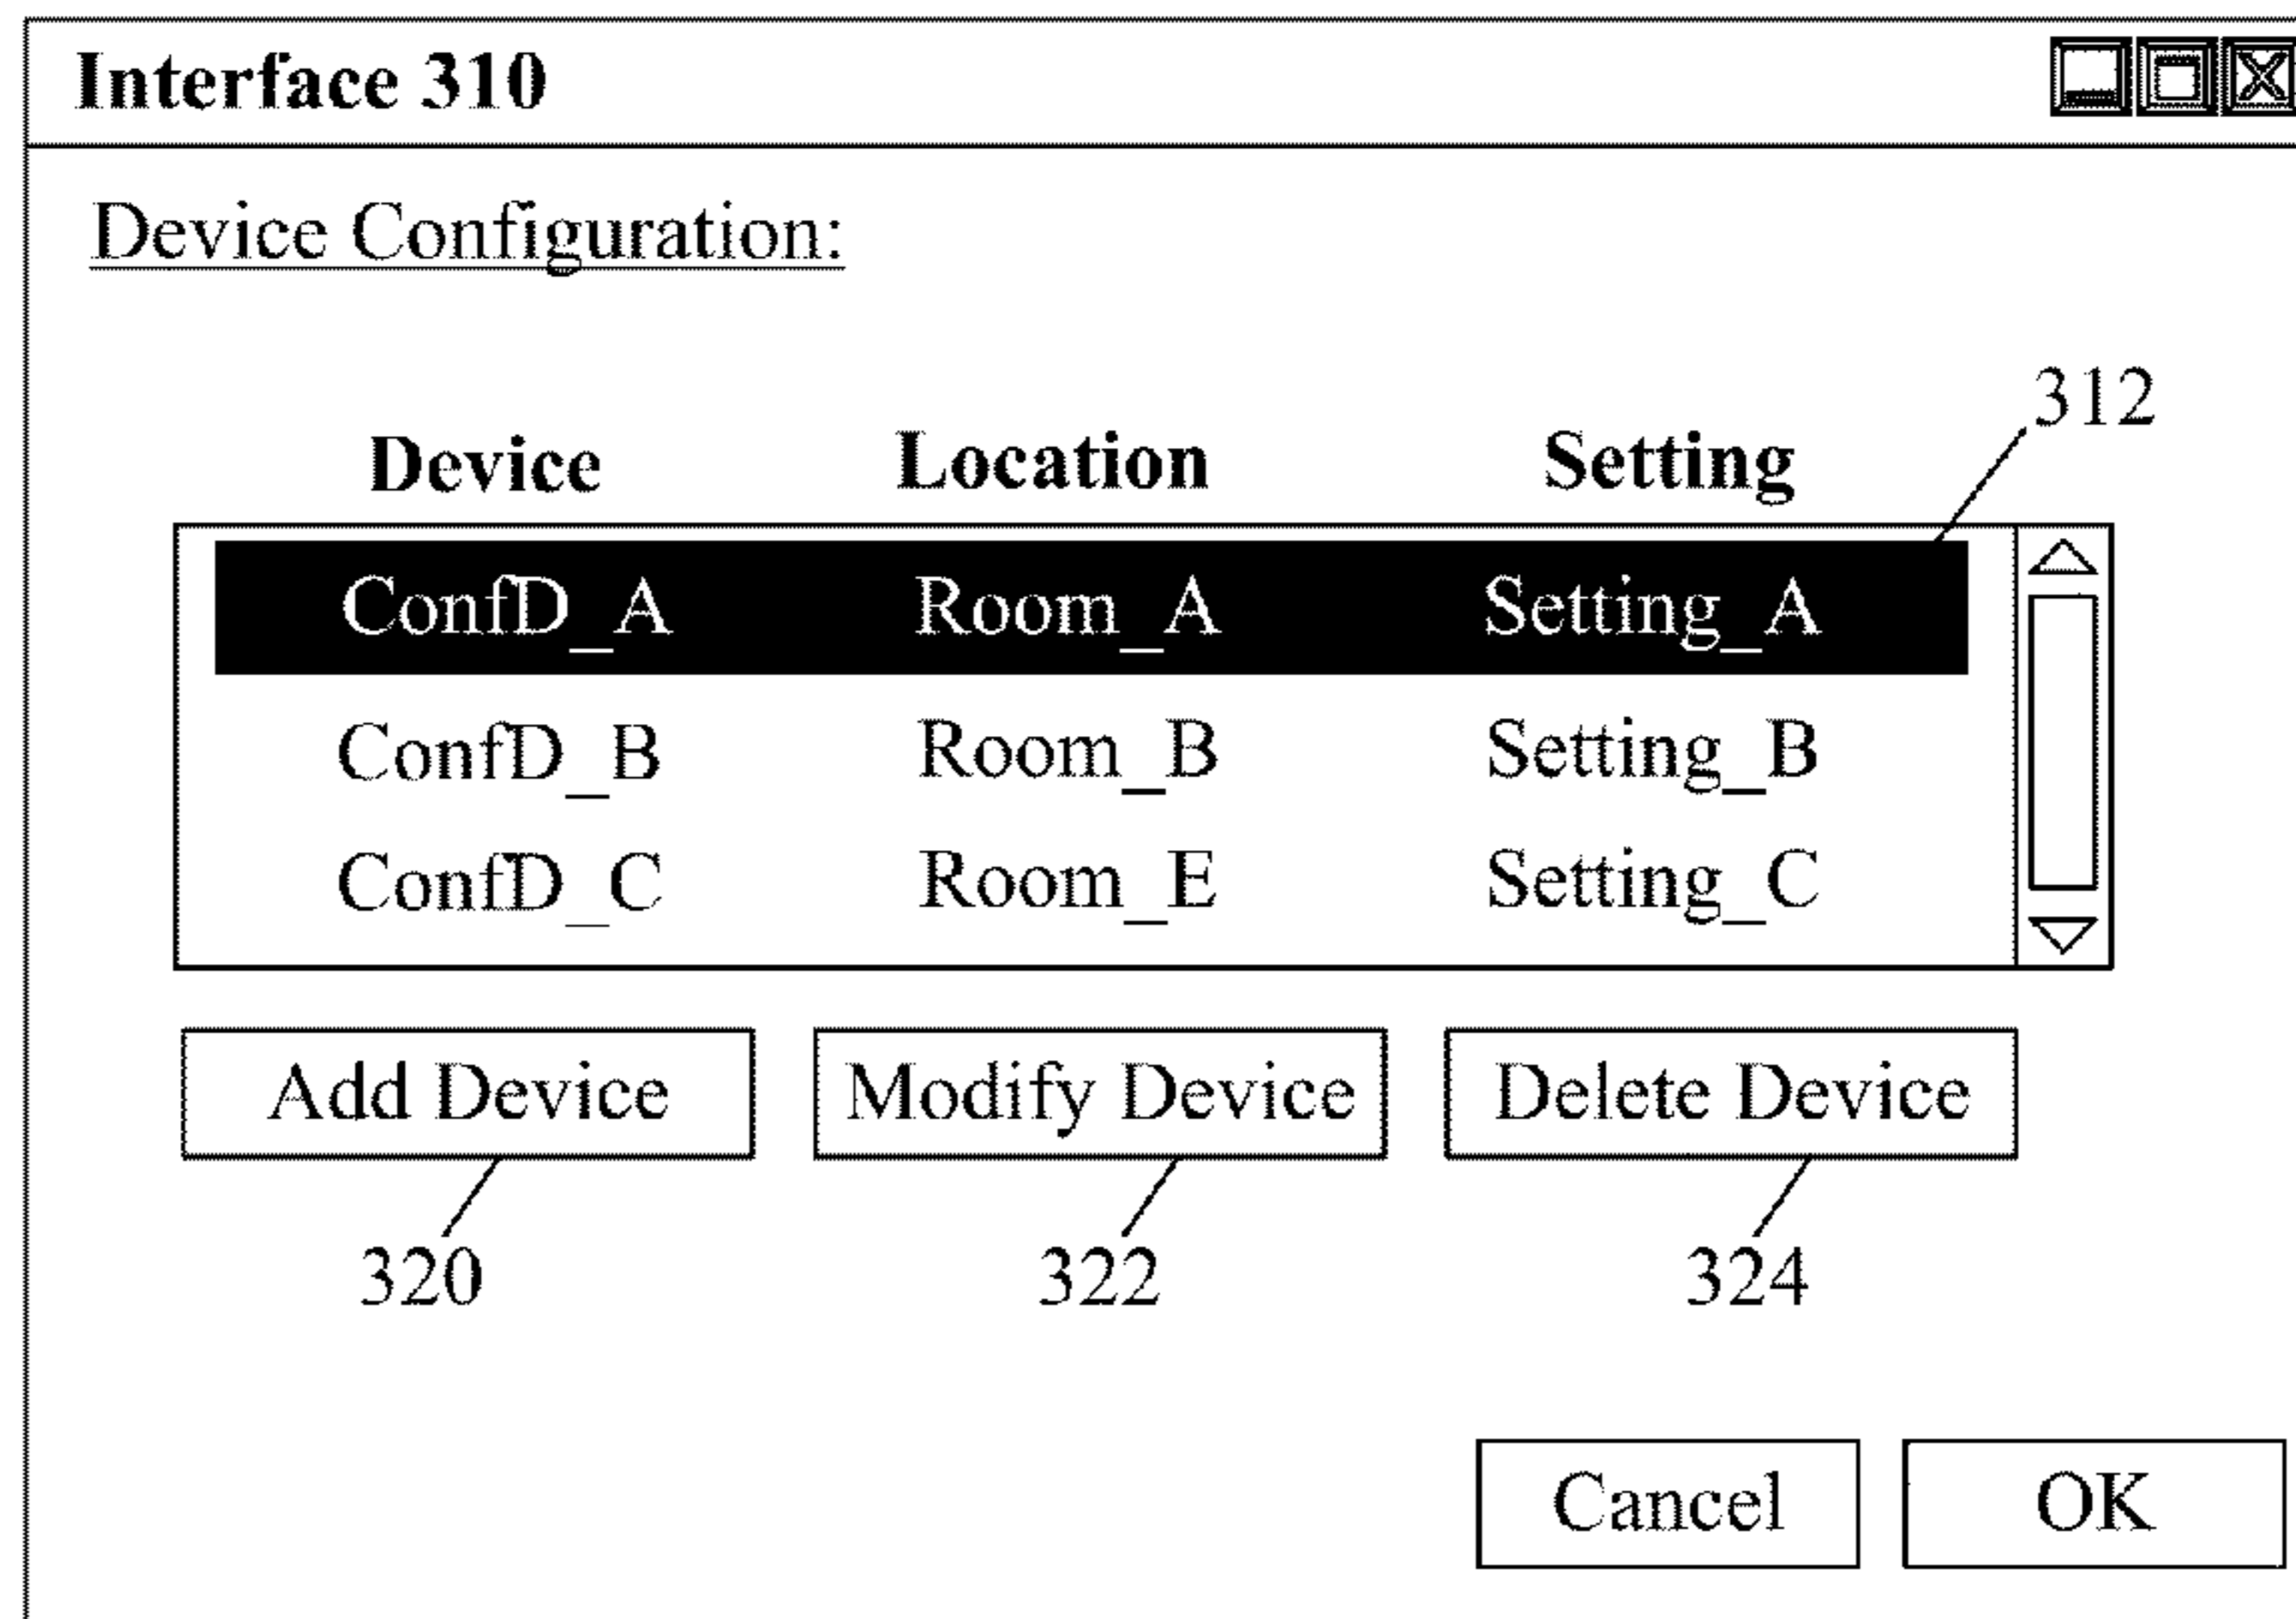 Interface 310
Device Configuration:
312
Device Location Setting
ConfD_A Room_A Setting_A
ConfD_B Room_B Setting_B
ConfD_C Room_E Setting_C
Add Device Modify Device Delete Device
320 322 324
Cancel OK